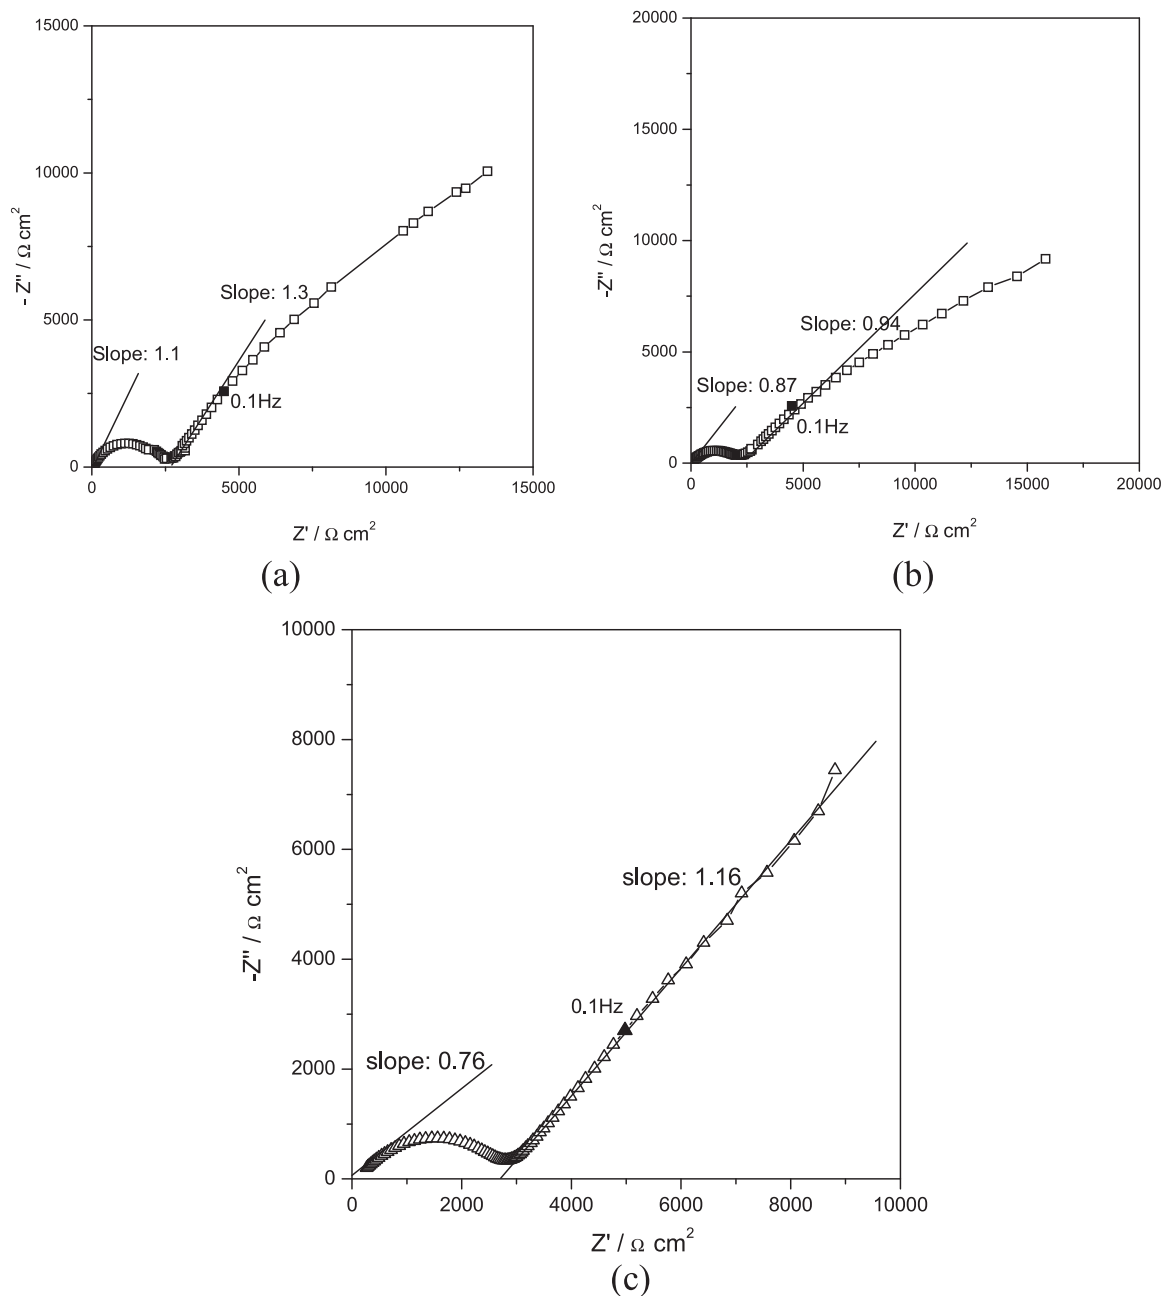 15000
10000
5000
0
-Z'' / Ω cm²
Slope: 1.3
Slope: 1.1
0.1Hz
0
5000
10000
15000
Z' / Ω cm²
(a)
20000
15000
10000
5000
0
-Z'' / Ω cm²
Slope: 0.94
Slope: 0.87
0.1Hz
0
5000
10000
15000
20000
Z' / Ω cm²
(b)
10000
8000
6000
4000
2000
0
-Z'' / Ω cm²
slope: 1.16
0.1Hz
slope: 0.76
0
2000
4000
6000
8000
10000
Z' / Ω cm²
(c)